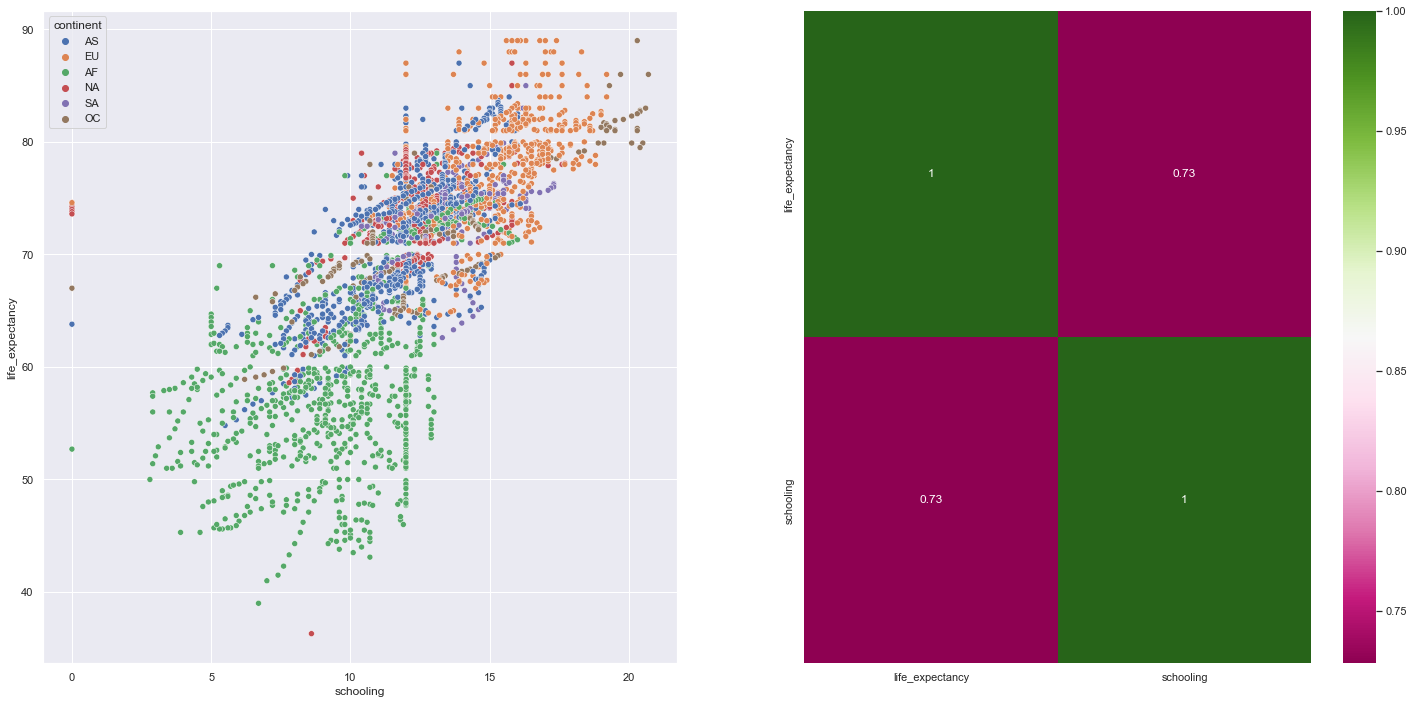 continent
AS
EU
AF
NA
SA
OC
90
80
70
60
50
40
life_expectancy
0
5
10
15
20
schooling
life_expectancy
schooling
1
0.73
0.73
1
life_expectancy
schooling
1.00
0.95
0.90
0.85
0.80
0.75